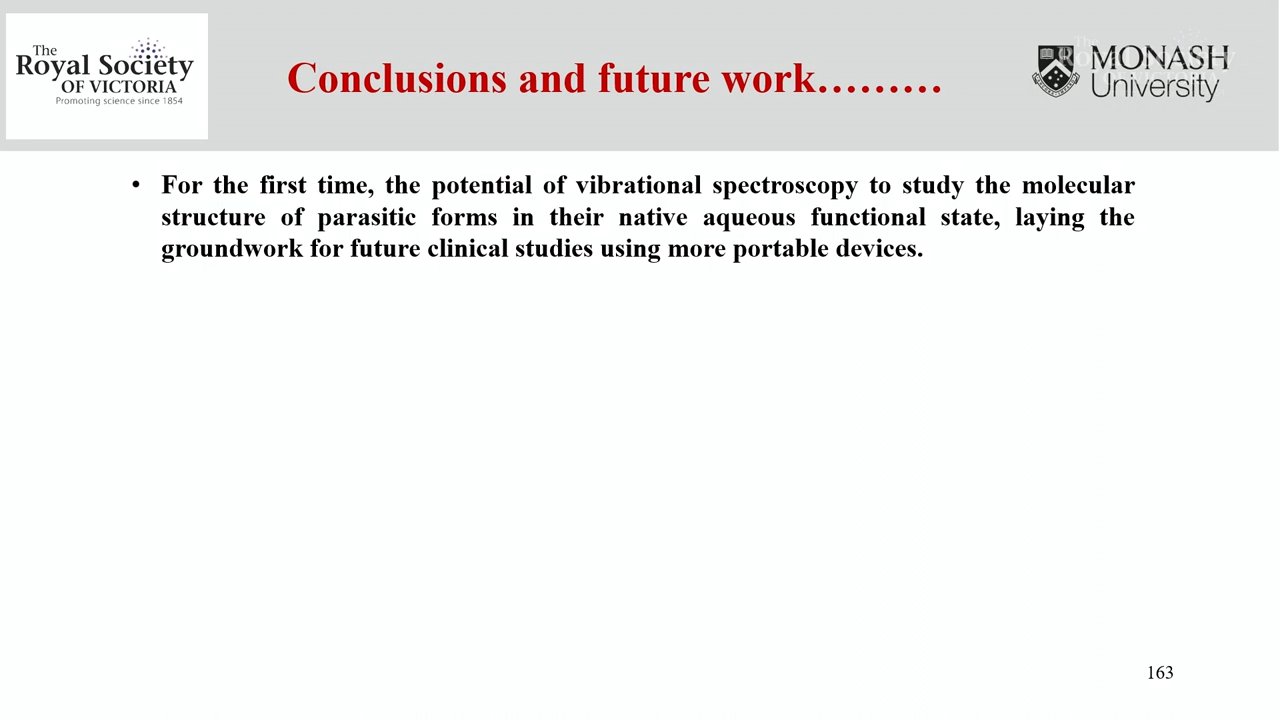 The
Royal Society
OF VICTORIA
Promoting science since 1854
Conclusions and future work………
MONASH
University
• For the first time, the potential of vibrational spectroscopy to study the molecular
structure of parasitic forms in their native aqueous functional state, laying the
groundwork for future clinical studies using more portable devices.
163